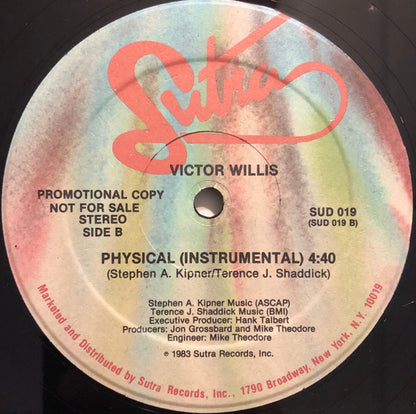 Sutra
VICTOR WILLIS
PROMOTIONAL COPY
NOT FOR SALE
STEREO
SIDE B
SUD 019
(SUD 019 B)
PHYSICAL (INSTRUMENTAL) 4:40
(Stephen A. Kipner/Terence J. Shaddick)
Stephen A. Kipner Music (ASCAP)
Terence J. Shaddick Music (BMI)
Executive Producer: Hank Talbert
Producers: Jon Grossbard and Mike Theodore
Engineer: Mike Theodore
℗ 1983 Sutra Records, Inc.
Marketed and Distributed by Sutra Records, Inc., 1790 Broadway, New York, N.Y. 10019